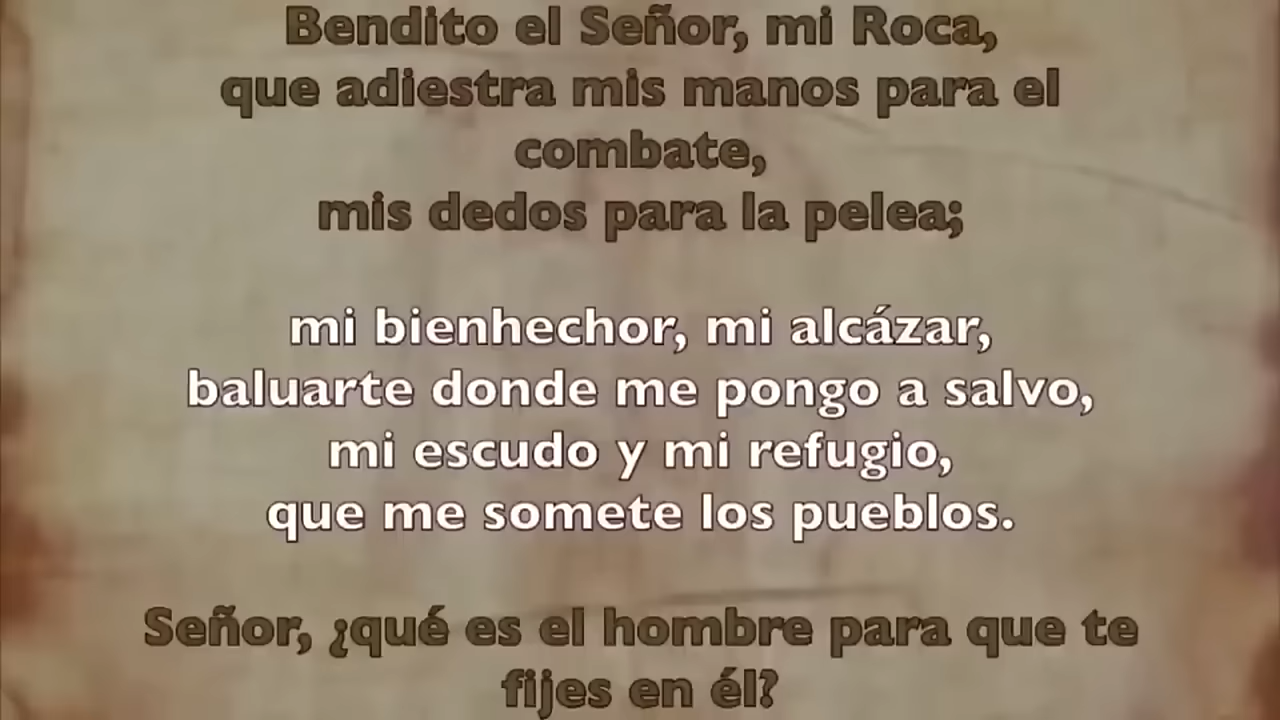 Bendito el Señor, mi Roca,
que adiestra mis manos para el
combate,
mis dedos para la pelea;
mi bienhechor, mi alcázar,
baluarte donde me pongo a salvo,
mi escudo y mi refugio,
que me somete los pueblos.
Señor, ¿qué es el hombre para que te
fijes en él?